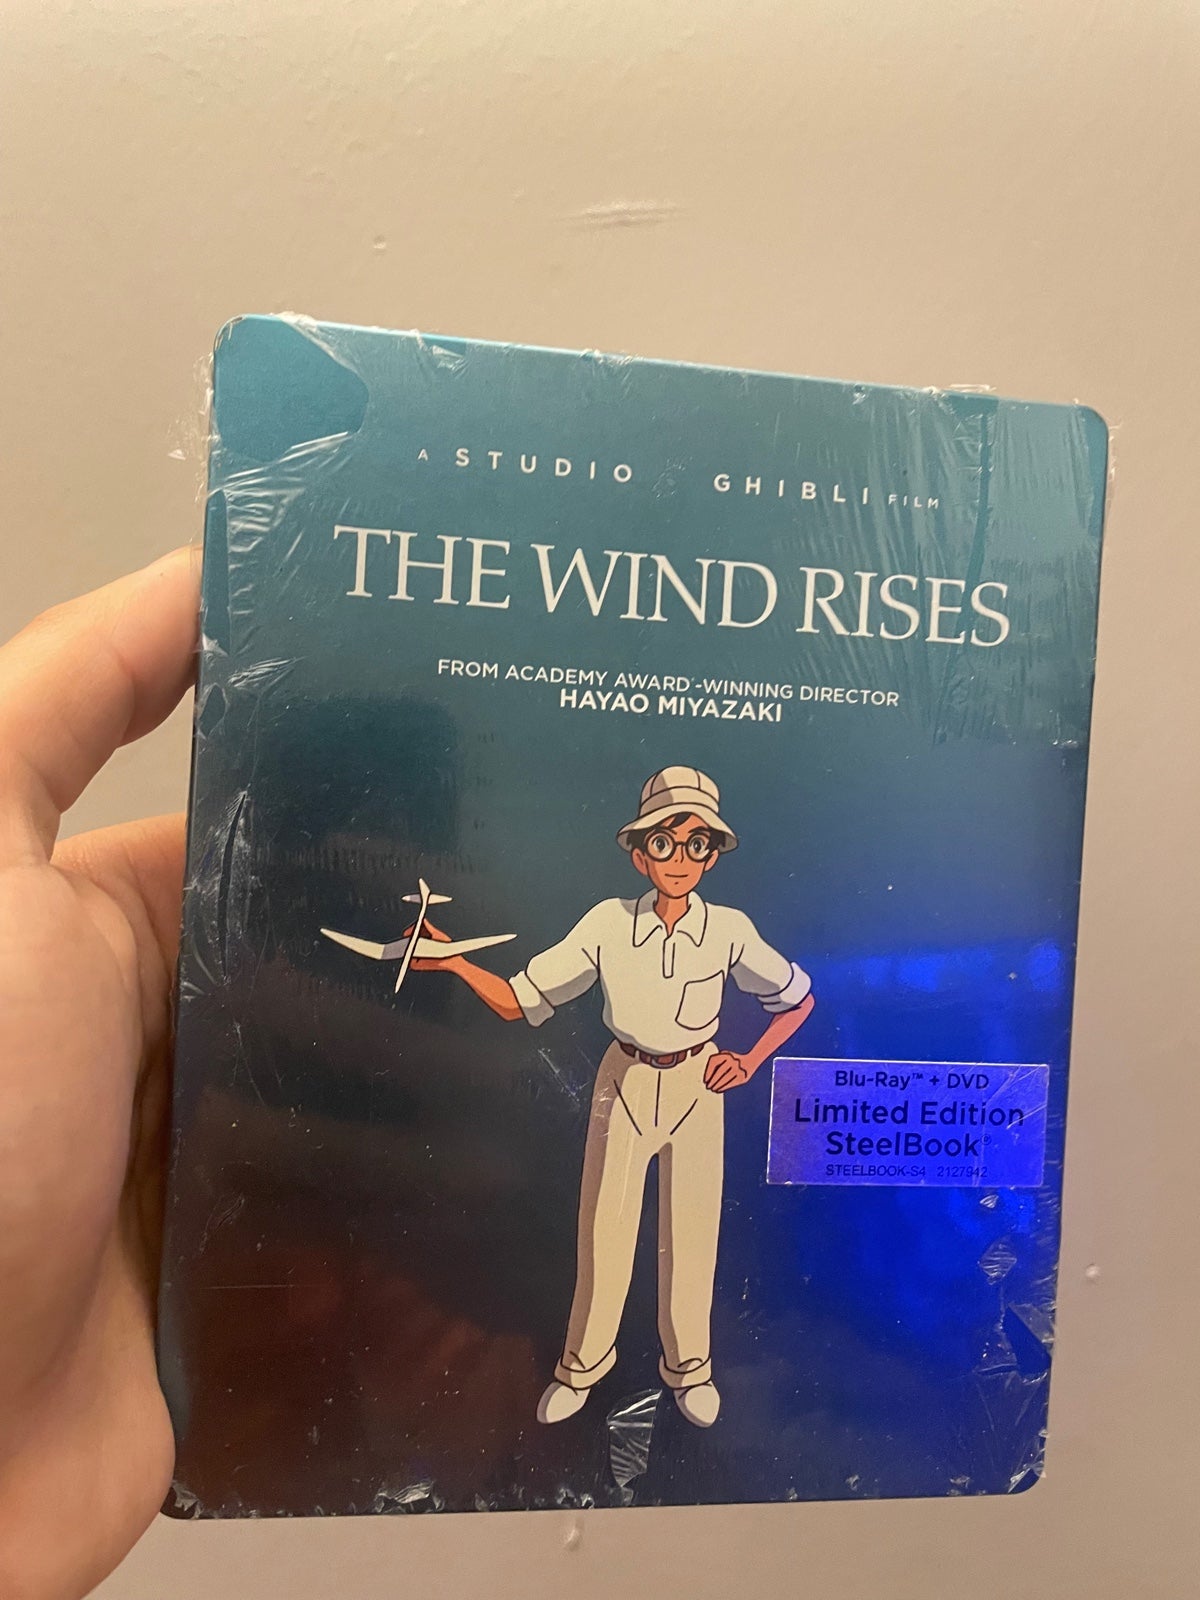 A STUDIO GHIBLI FILM
THE WIND RISES
FROM ACADEMY AWARD®-WINNING DIRECTOR
HAYAO MIYAZAKI
Blu-Ray™ + DVD
Limited Edition
SteelBook®
STEELBOOK-S4 2127942